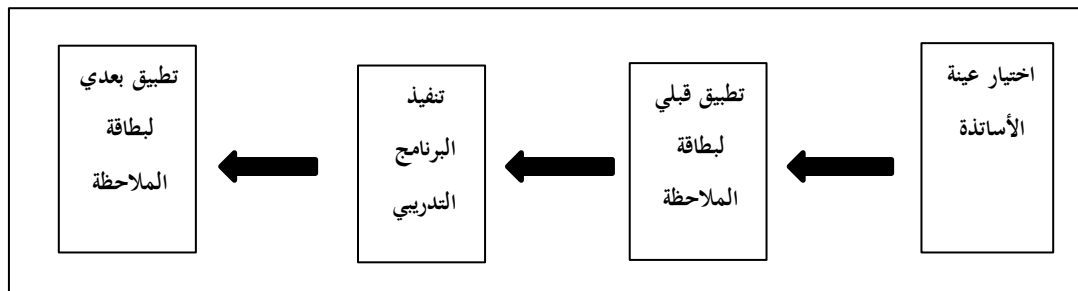 اختيار عينة
الأساتذة
تطبيق قبلي
لبطاقة
الملاحظة
تنفيذ
البرنامج
التدريبي
تطبيق بعدي
لبطاقة
الملاحظة